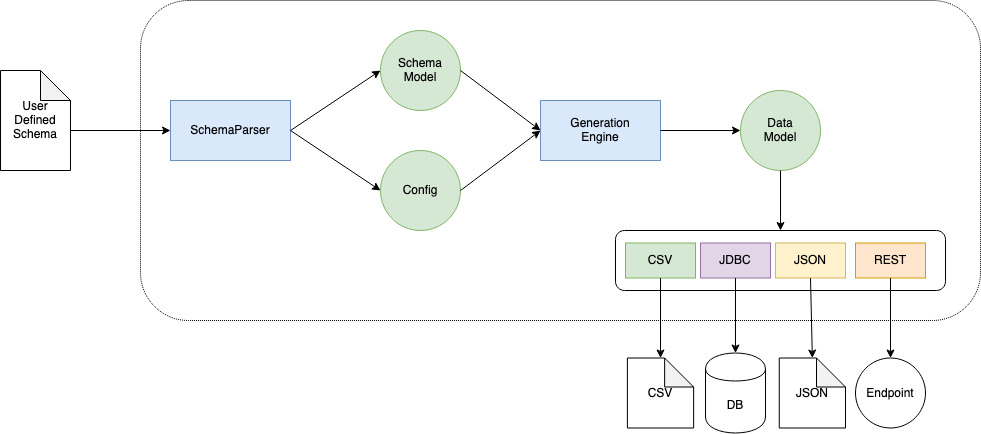 User
Defined
Schema
SchemaParser
Schema
Model
Config
Generation
Engine
Data
Model
CSV
JDBC
JSON
REST
CSV
DB
JSON
Endpoint